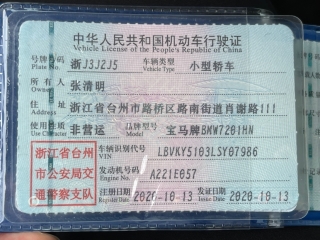 中华人民共和国机动车行驶证
Vehicle License of the People's Republic of China
号牌号码 Plate No. 浙J3J2J5 车辆类型 Vehicle Type 小型轿车
所有人 Owner 张清明
住址 Address 浙江省台州市路桥区路南街道肖谢路111
使用性质 Use Character 非营运 品牌型号 Model 宝马牌BMW7201HN
浙江省台州市公安局交通警察支队
车辆识别代号 VIN LBVKY5103LSY07986
发动机号码 Engine No. A221E057
注册日期 Register Date 2020-10-13 发证日期 Issue Date 2020-10-13